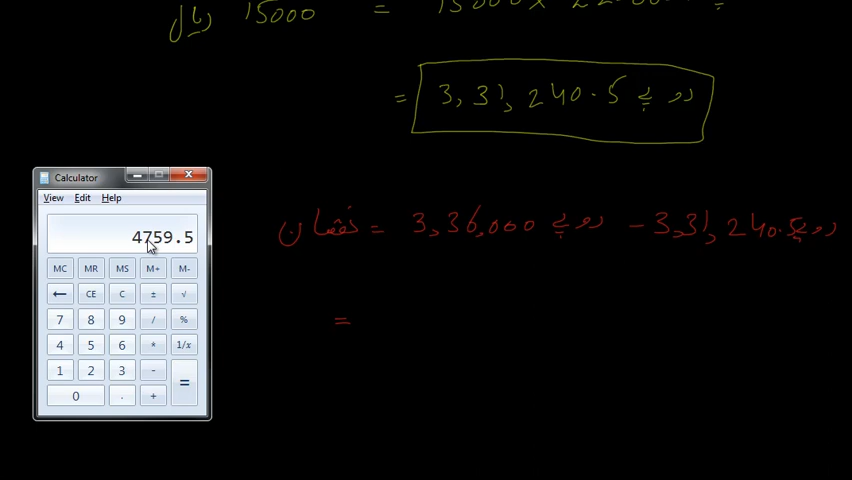 15000 ریال = 15000 x
= 3,31,240.5 روپے
Calculator
View Edit Help
4759.5
MC MR MS M+ M-
← CE C ± √
7 8 9 / %
4 5 6 * 1/x
1 2 3 - =
0 . +
نقصان = 3,36,000 روپے - 3,31,240.5 روپے
=